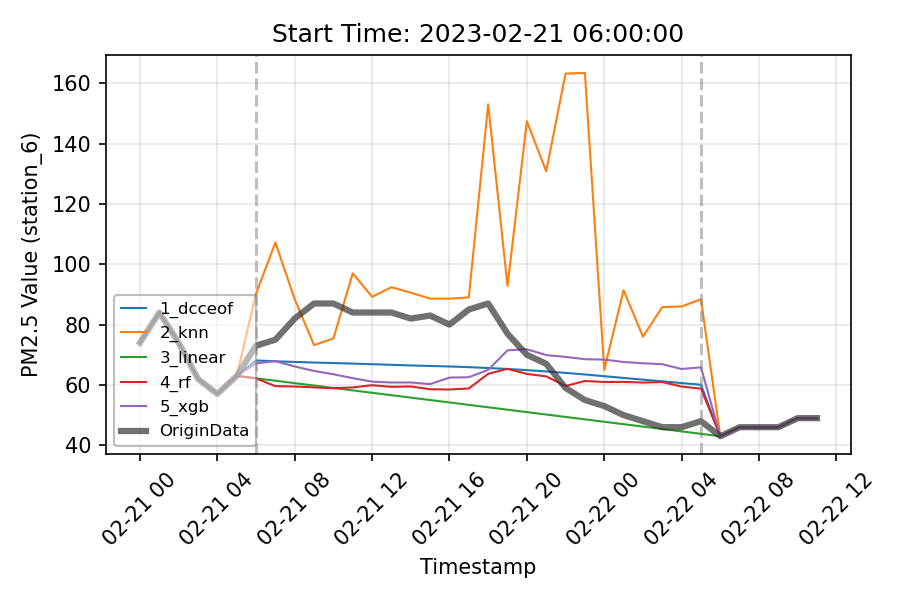 Start Time: 2023-02-21 06:00:00
PM2.5 Value (station_6)
160
140
120
100
80
60
40
1_dcceof
2_knn
3_linear
4_rf
5_xgb
OriginData
02-21 00
02-21 04
02-21 08
02-21 12
02-21 16
02-21 20
02-22 00
02-22 04
02-22 08
02-22 12
Timestamp